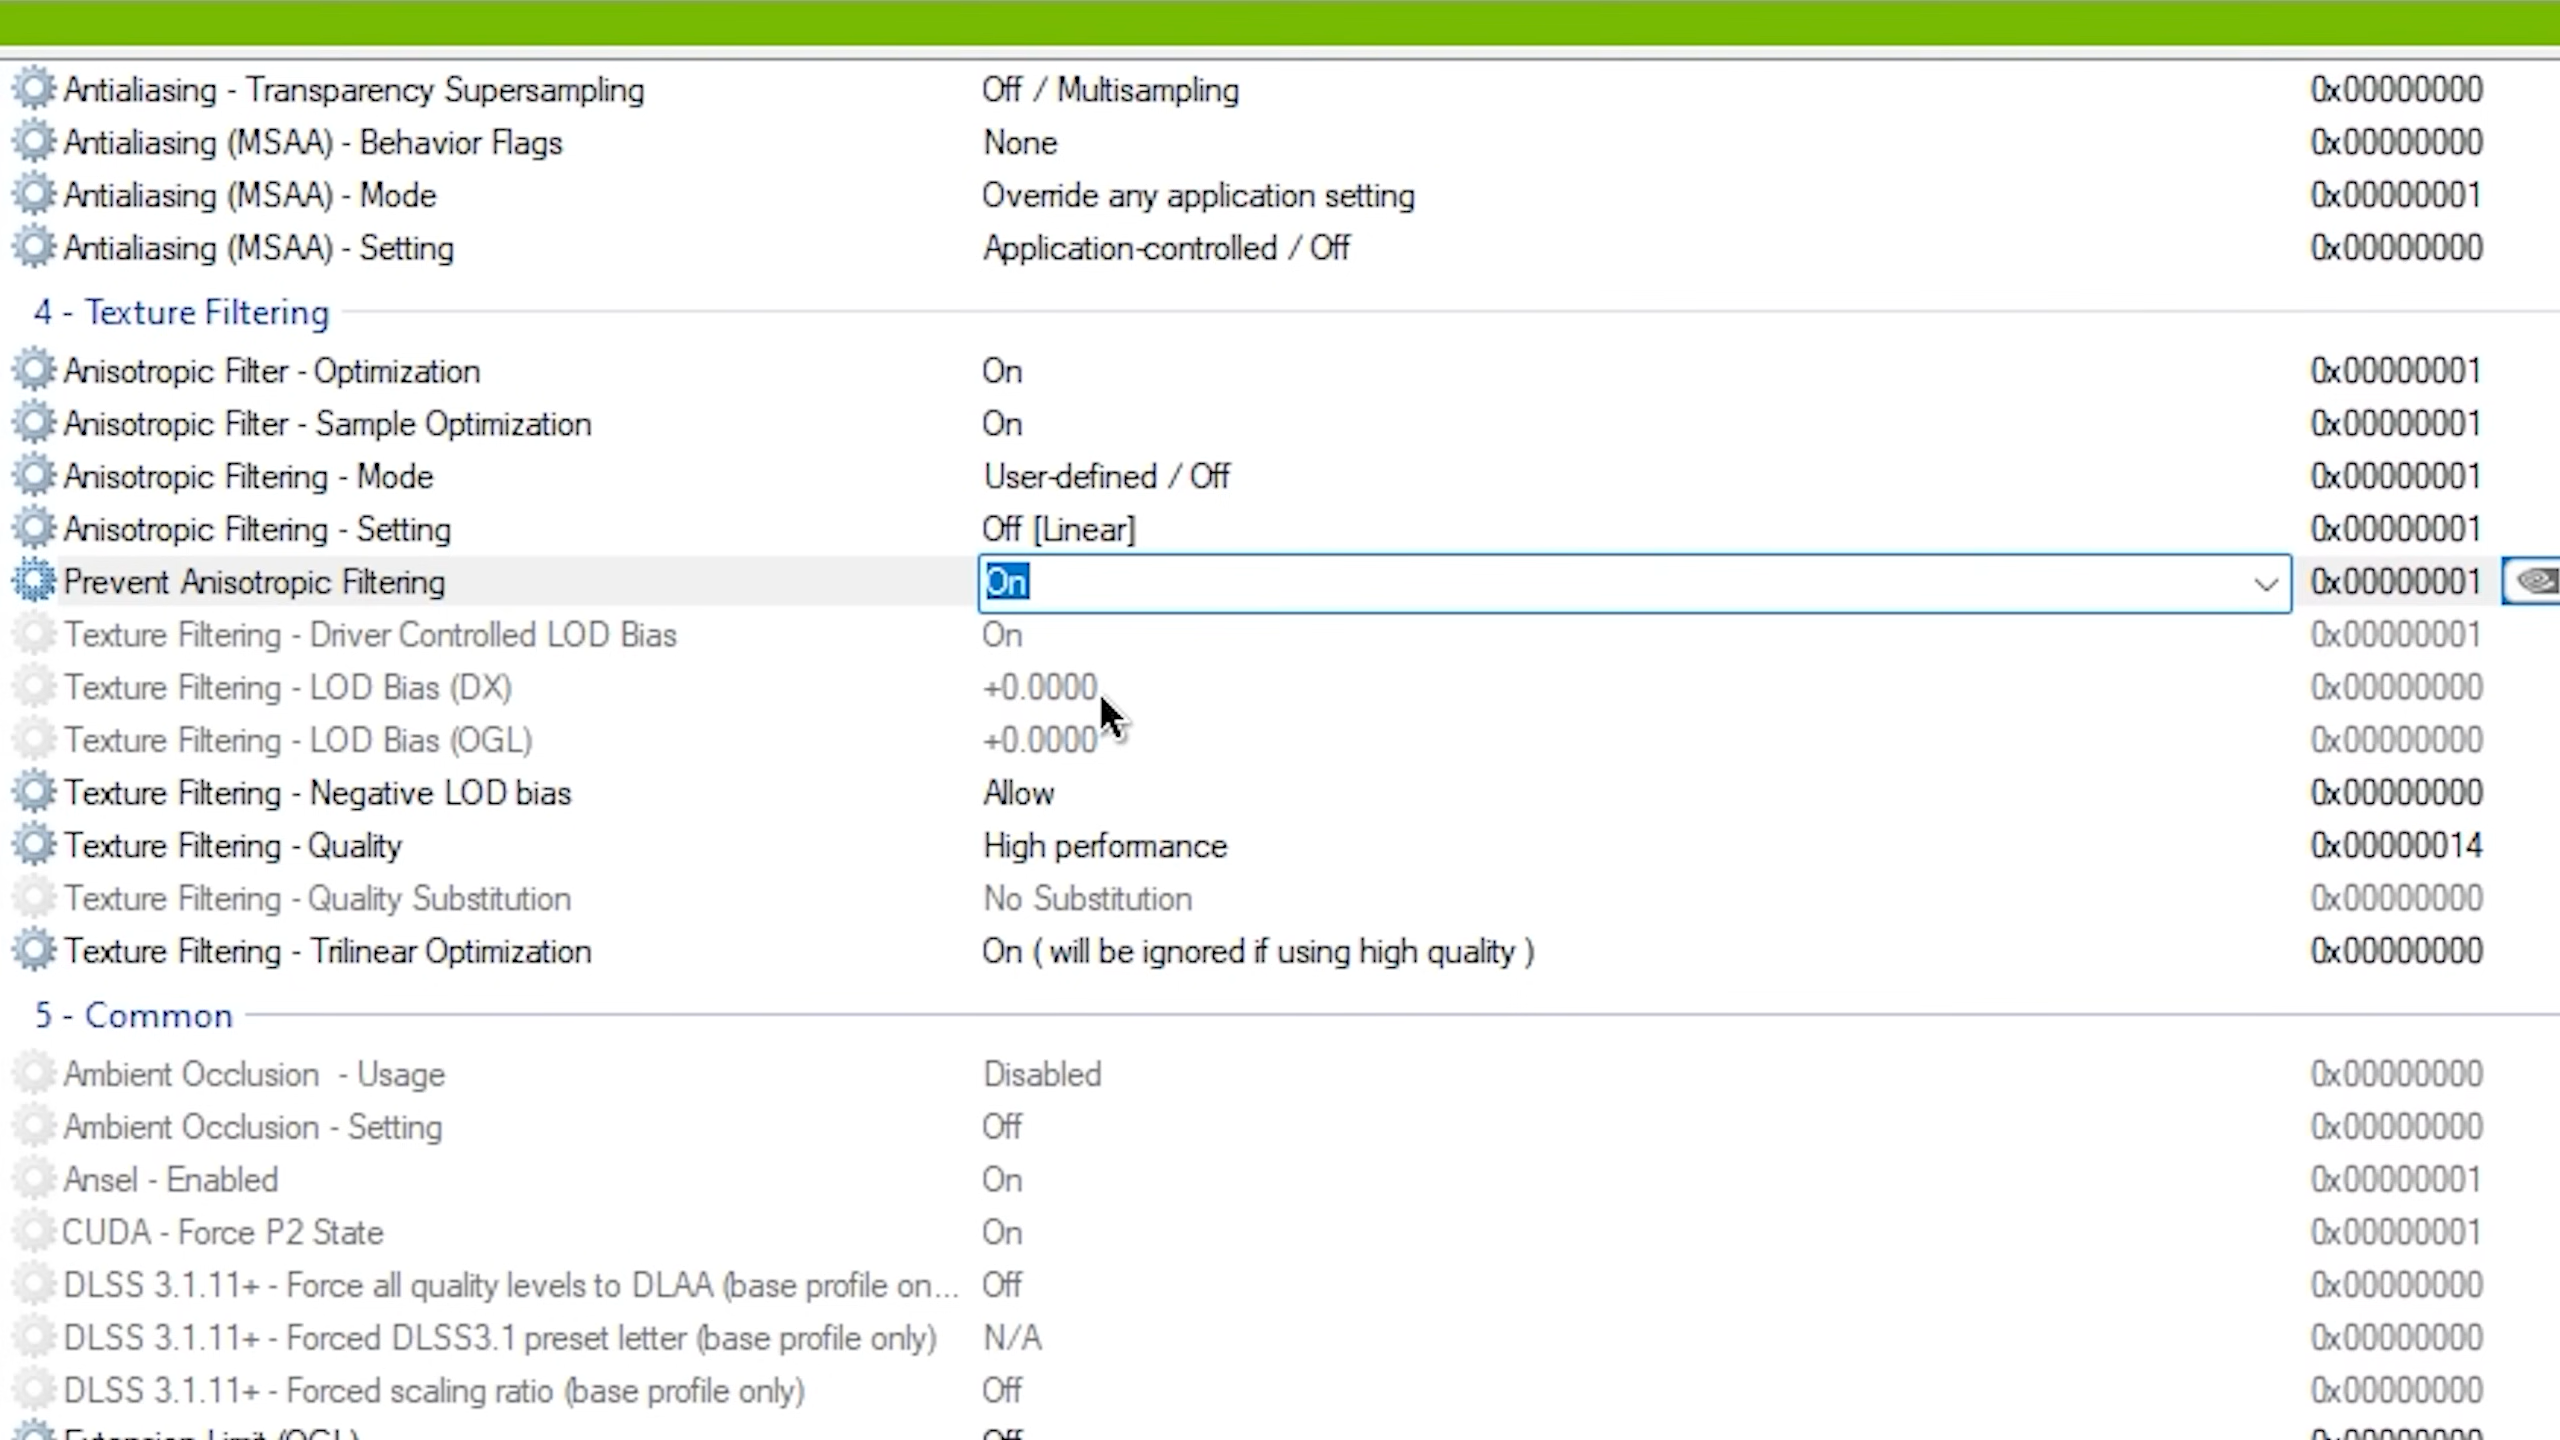 Antialiasing - Transparency Supersampling Off / Multisampling 0x00000000
Antialiasing (MSAA) - Behavior Flags None 0x00000000
Antialiasing (MSAA) - Mode Override any application setting 0x00000001
Antialiasing (MSAA) - Setting Application-controlled / Off 0x00000000
4 - Texture Filtering
Anisotropic Filter - Optimization On 0x00000001
Anisotropic Filter - Sample Optimization On 0x00000001
Anisotropic Filtering - Mode User-defined / Off 0x00000001
Anisotropic Filtering - Setting Off [Linear] 0x00000001
Prevent Anisotropic Filtering On 0x00000001
Texture Filtering - Driver Controlled LOD Bias On 0x00000001
Texture Filtering - LOD Bias (DX) +0.0000 0x00000000
Texture Filtering - LOD Bias (OGL) +0.0000 0x00000000
Texture Filtering - Negative LOD bias Allow 0x00000000
Texture Filtering - Quality High performance 0x00000014
Texture Filtering - Quality Substitution No Substitution 0x00000000
Texture Filtering - Trilinear Optimization On ( will be ignored if using high quality ) 0x00000000
5 - Common
Ambient Occlusion  - Usage Disabled 0x00000000
Ambient Occlusion - Setting Off 0x00000000
Ansel - Enabled On 0x00000001
CUDA - Force P2 State On 0x00000001
DLSS 3.1.11+ - Force all quality levels to DLAA (base profile on... Off 0x00000000
DLSS 3.1.11+ - Forced DLSS3.1 preset letter (base profile only) N/A 0x00000000
DLSS 3.1.11+ - Forced scaling ratio (base profile only) Off 0x00000000
Extension Limit (OGL) Off